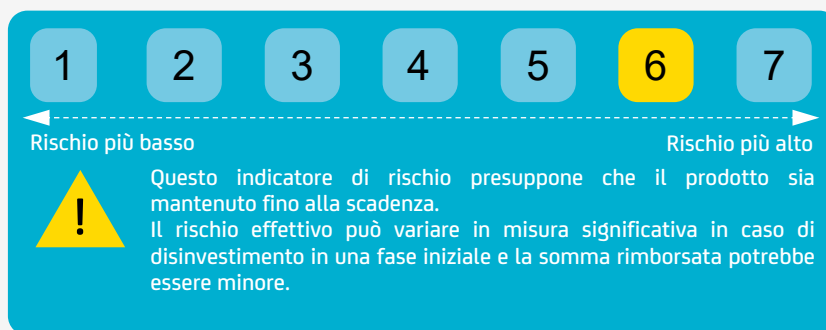 1 2 3 4 5 6 7
Rischio più basso Rischio più alto
!
Questo indicatore di rischio presuppone che il prodotto sia
mantenuto fino alla scadenza.
Il rischio effettivo può variare in misura significativa in caso di
disinvestimento in una fase iniziale e la somma rimborsata potrebbe
essere minore.